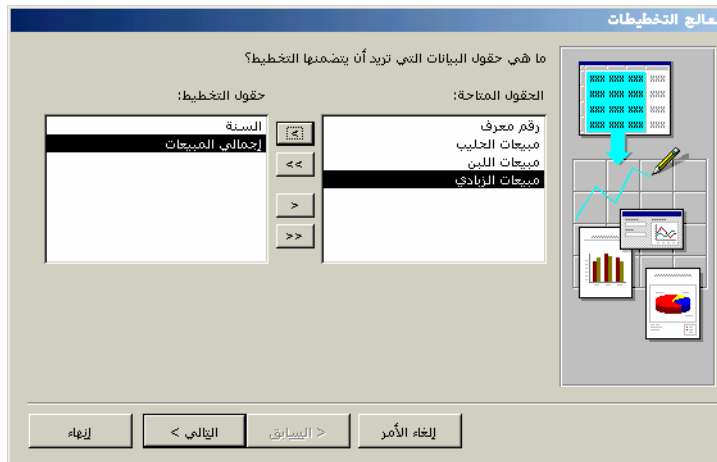 معالج التخطيطات
ما هي حقول البيانات التي تريد أن يتضمنها التخطيط؟
الحقول المتاحة:
رقم معرف
مبيعات الحليب
مبيعات اللبن
مبيعات الزبادي
>
>>
<
<<
حقول التخطيط:
السنة
إجمالي المبيعات
إلغاء الأمر
< السابق
التالي >
إنهاء